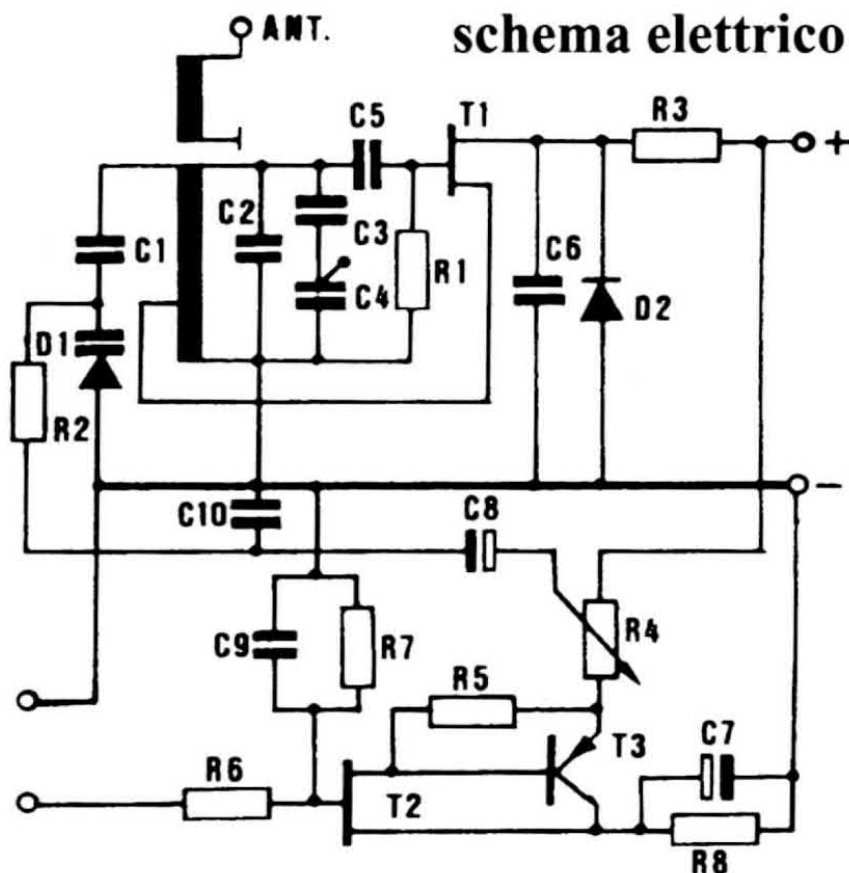 ANT.
schema elettrico
C5
T1
R3
+
C2
C3
C1
C6
R1
C4
D2
D1
R2
-
C10
C8
R4
C9
R7
R5
T3
C7
R6
T2
R8